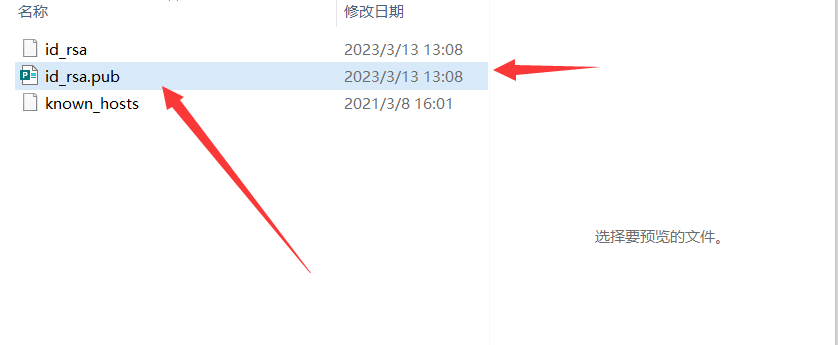 名称 修改日期
id_rsa 2023/3/13 13:08
id_rsa.pub 2023/3/13 13:08
known_hosts 2021/3/8 16:01
选择要预览的文件。